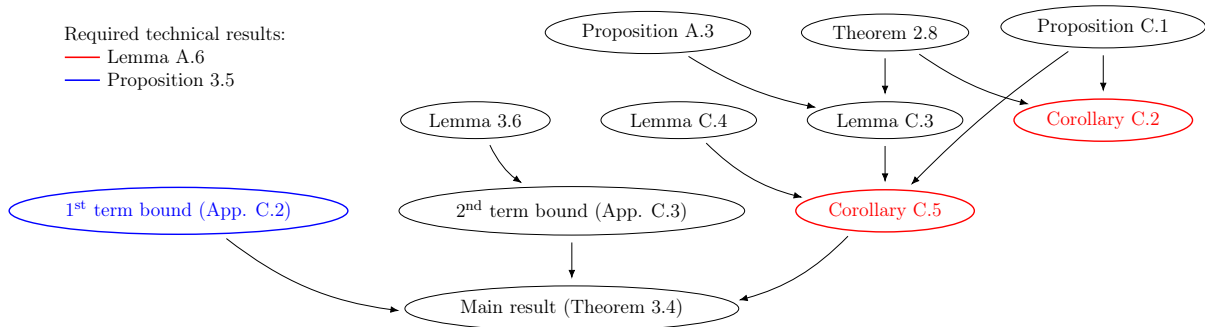 Required technical results:
Lemma A.6
Proposition 3.5
Proposition A.3
Theorem 2.8
Proposition C.1
Lemma 3.6
Lemma C.4
Lemma C.3
Corollary C.2
1st term bound (App. C.2)
2nd term bound (App. C.3)
Corollary C.5
Main result (Theorem 3.4)